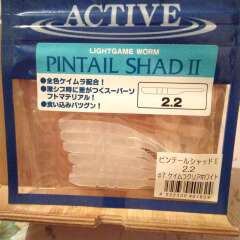 ACTIVE
LIGHTGAME WORM
PINTAIL SHAD II
●全色ケイムラ配合!
●激シブ時に差がつくスーパーソ
フトマテリアル!
●食い込みバツグン!
2.2
ピンテールシャッドⅡ
2.2
#7.ケイムラクリアホワイト